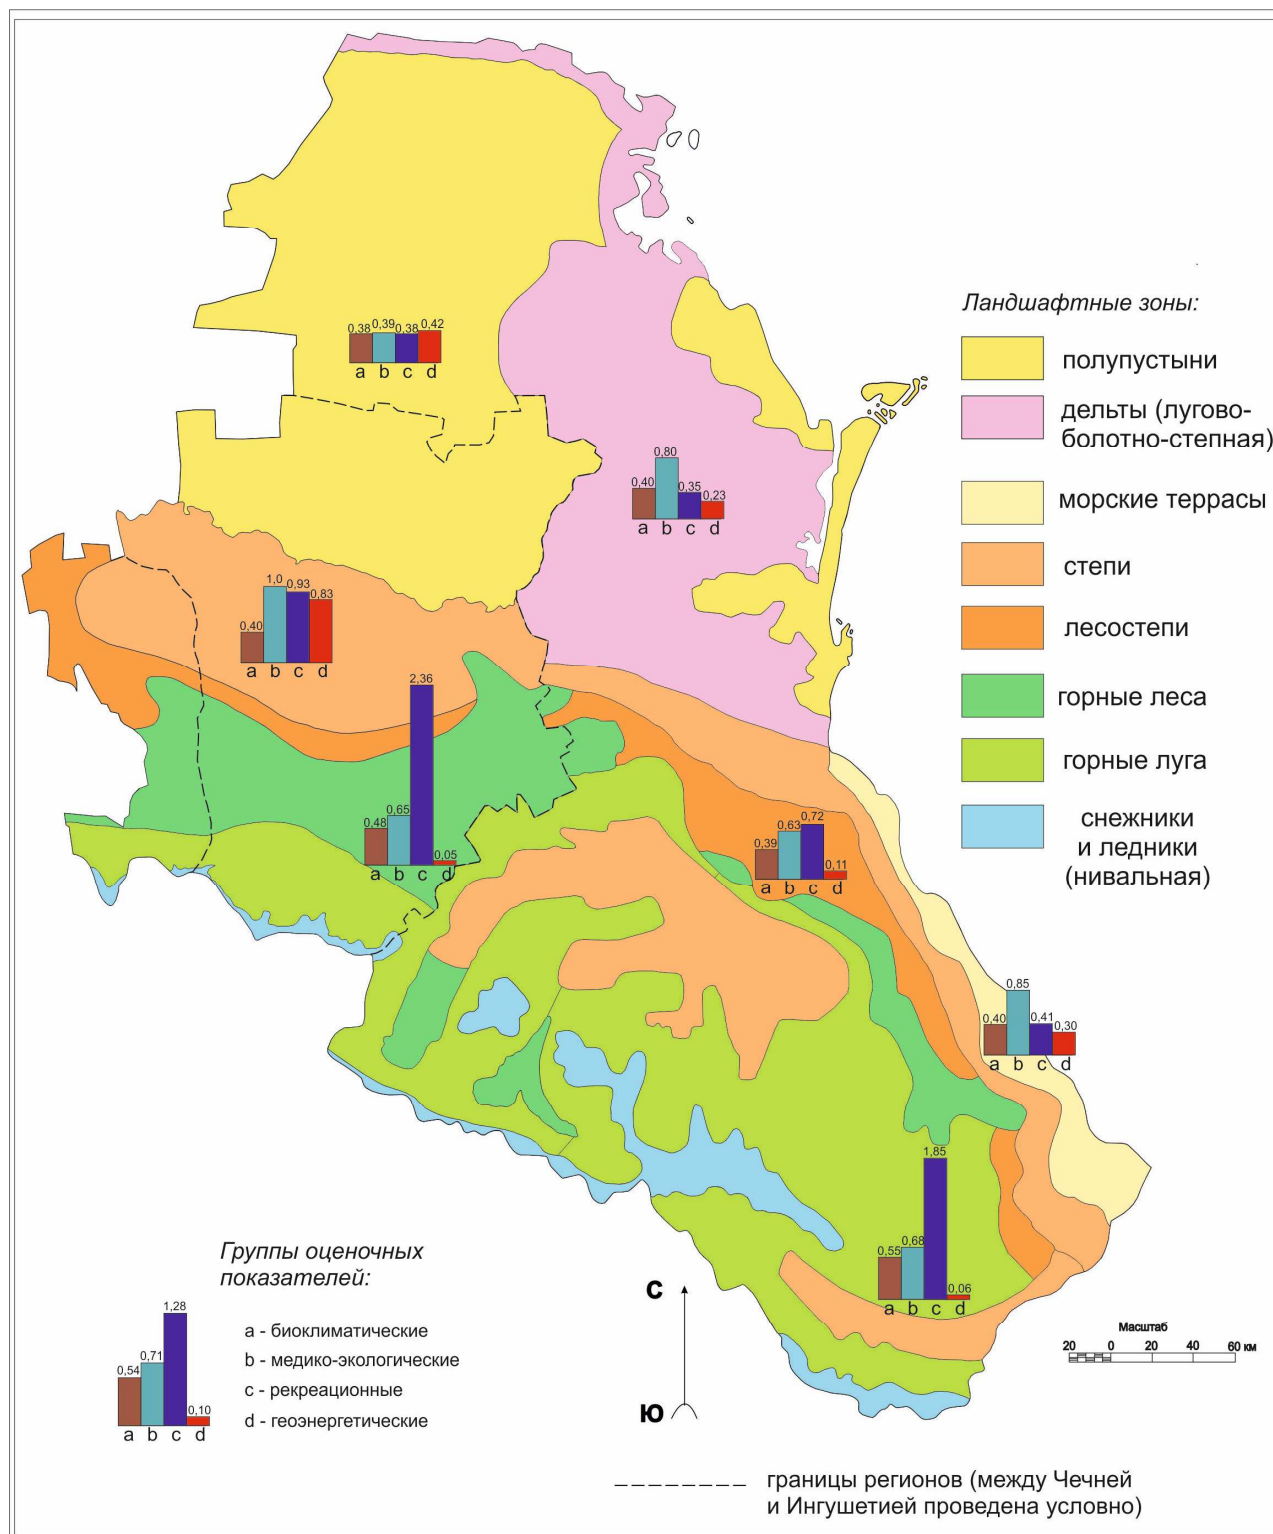 0,38 0,39 0,38 0,42
a b c d
0,40 0,80 0,35 0,23
a b c d
0,40 1,0 0,93 0,83
a b c d
0,48 0,65 2,36 0,05
a b c d
0,39 0,63 0,72 0,11
a b c d
0,40 0,85 0,41 0,30
a b c d
0,55 0,68 1,85 0,06
a b c d
Ландшафтные зоны:
полупустыни
дельты (лугово-
болотно-степная)
морские террасы
степи
лесостепи
горные леса
горные луга
снежники
и ледники
(нивальная)
Группы оценочных
показателей:
0,54 0,71 1,28 0,10
a b c d
a - биоклиматические
b - медико-экологические
c - рекреационные
d - геоэнергетические
С
Ю
Масштаб
20 0 20 40 60 км
границы регионов (между Чечней
и Ингушетией проведена условно)